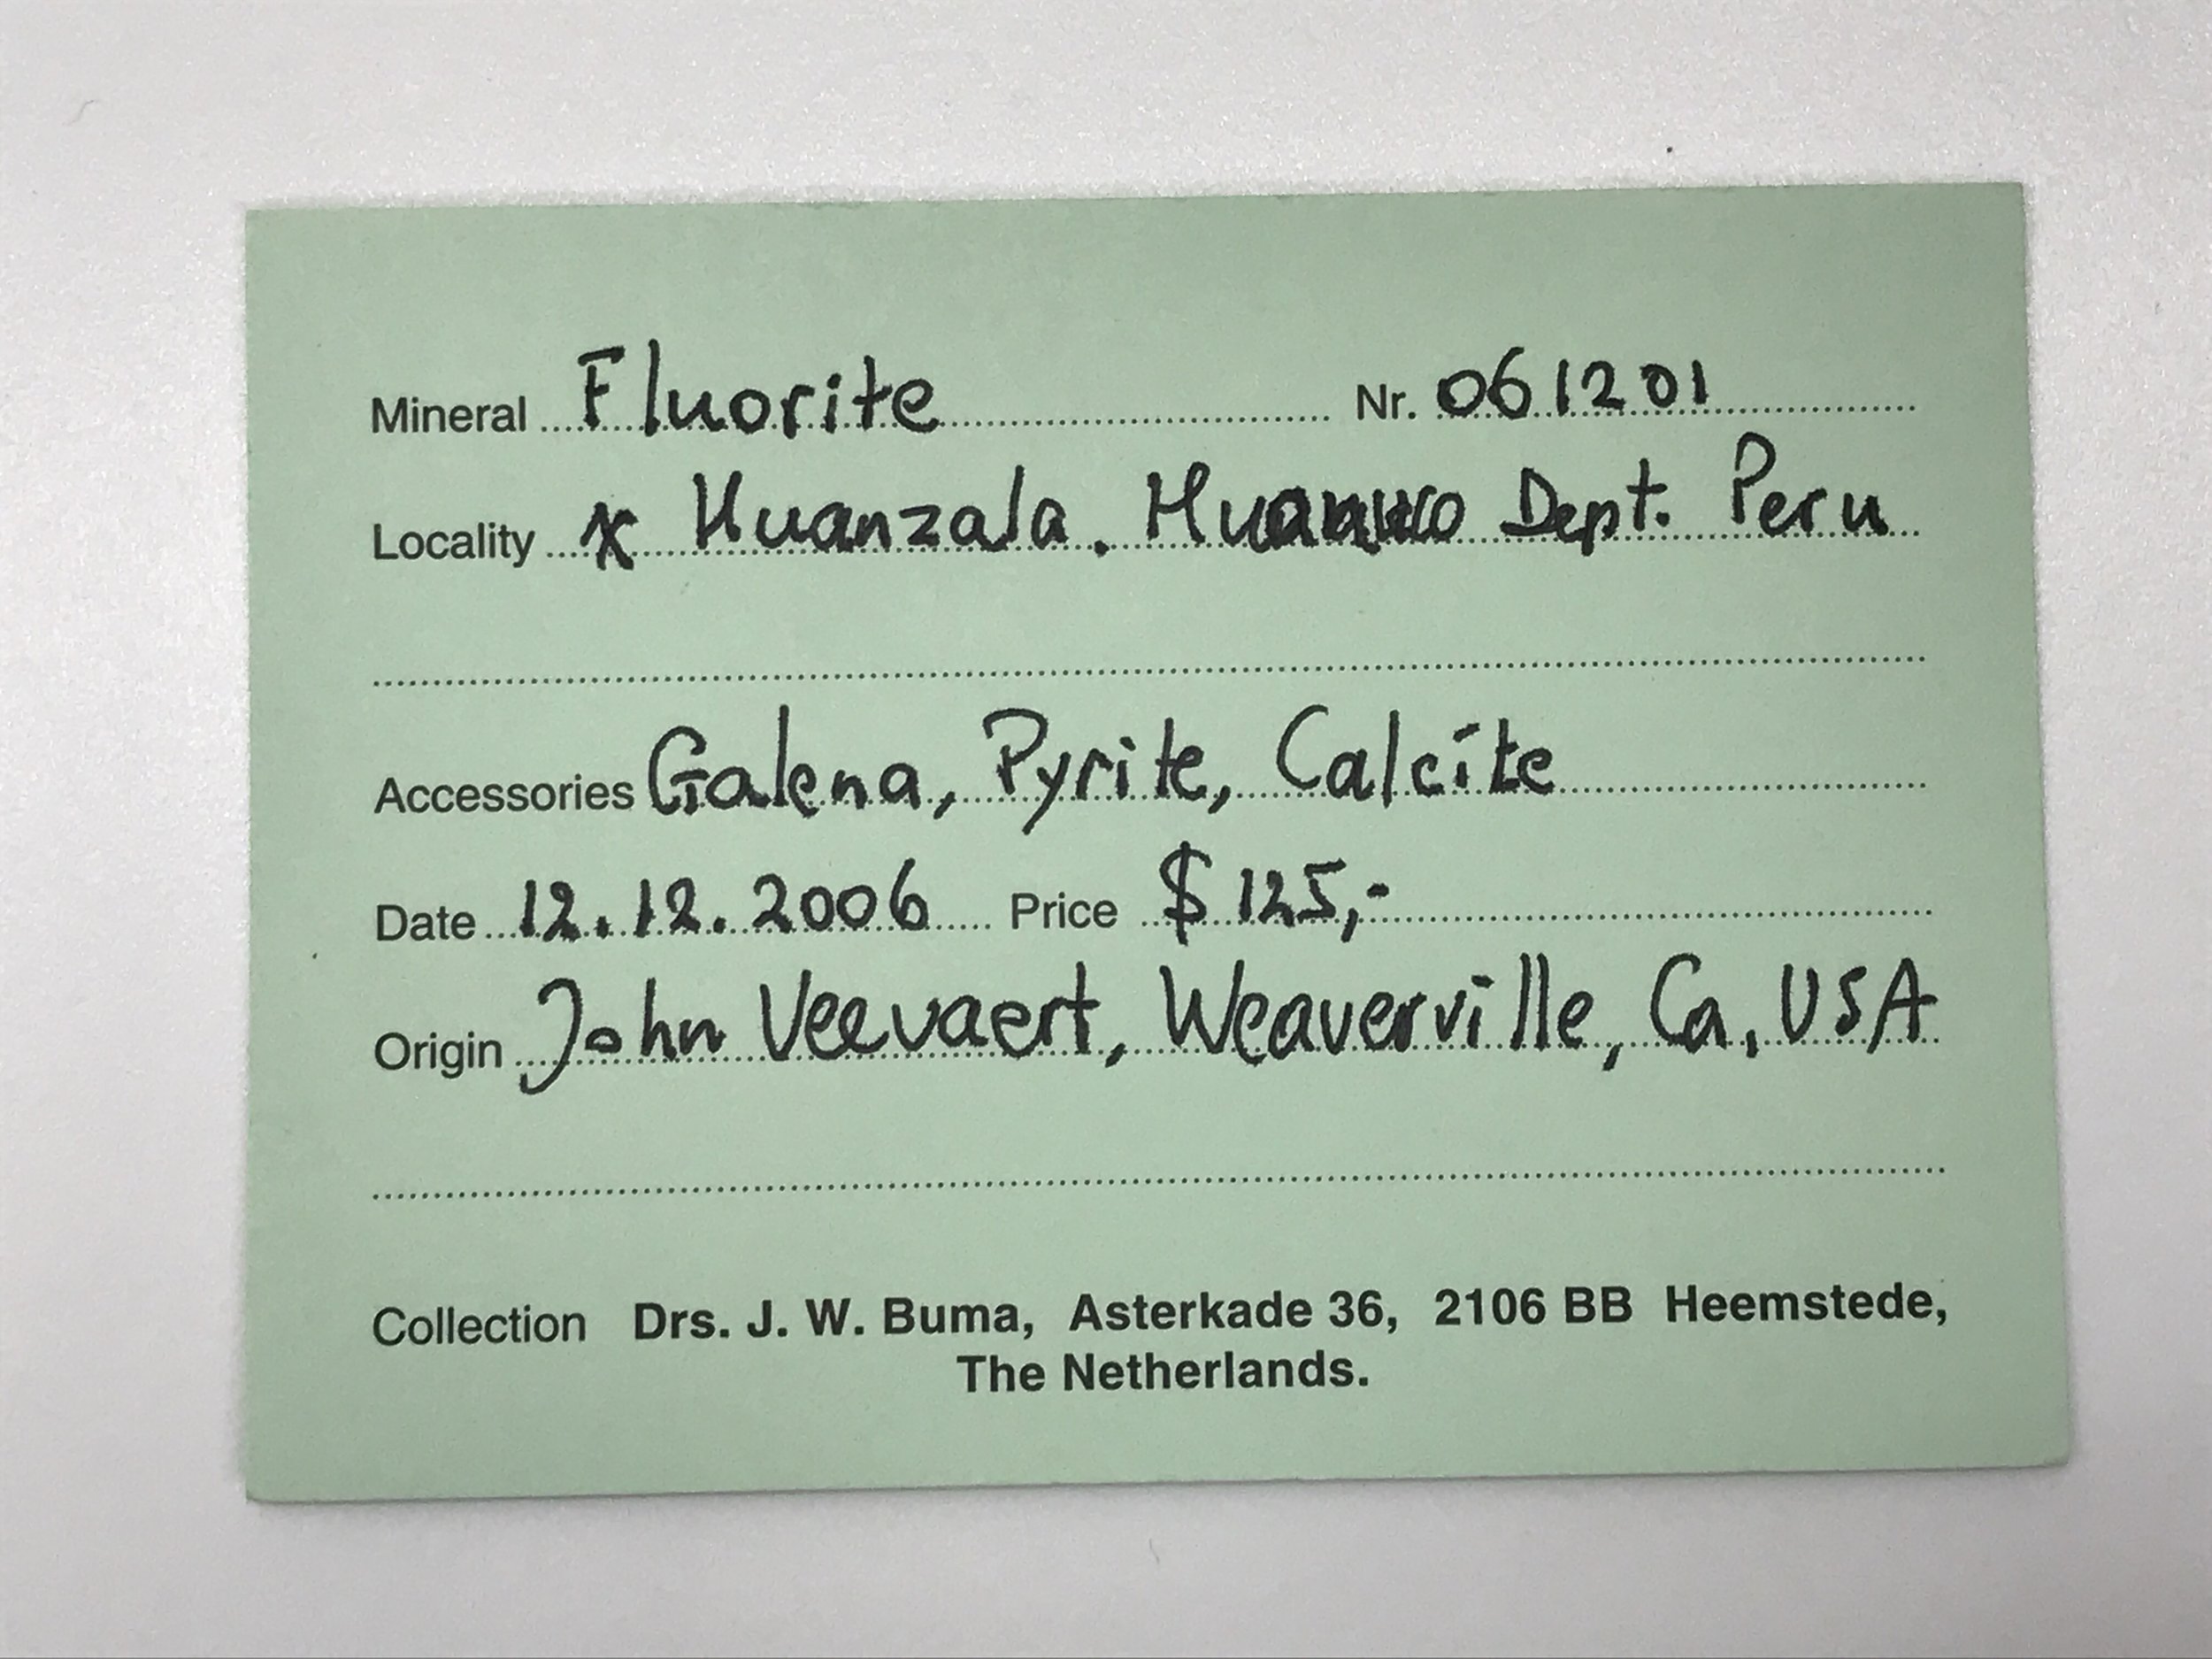 Mineral Fluorite Nr. 061201
Locality x Huanzala. Dept. Peru
Accessories Galena, Pyrite, Calcite
Date 12.12.2006 Price $ 125,-
Origin John Veevaert, Weaverville, Ca, USA
Collection Drs. J. W. Buma, Asterkade 36, 2106 BB Heemstede,
The Netherlands.